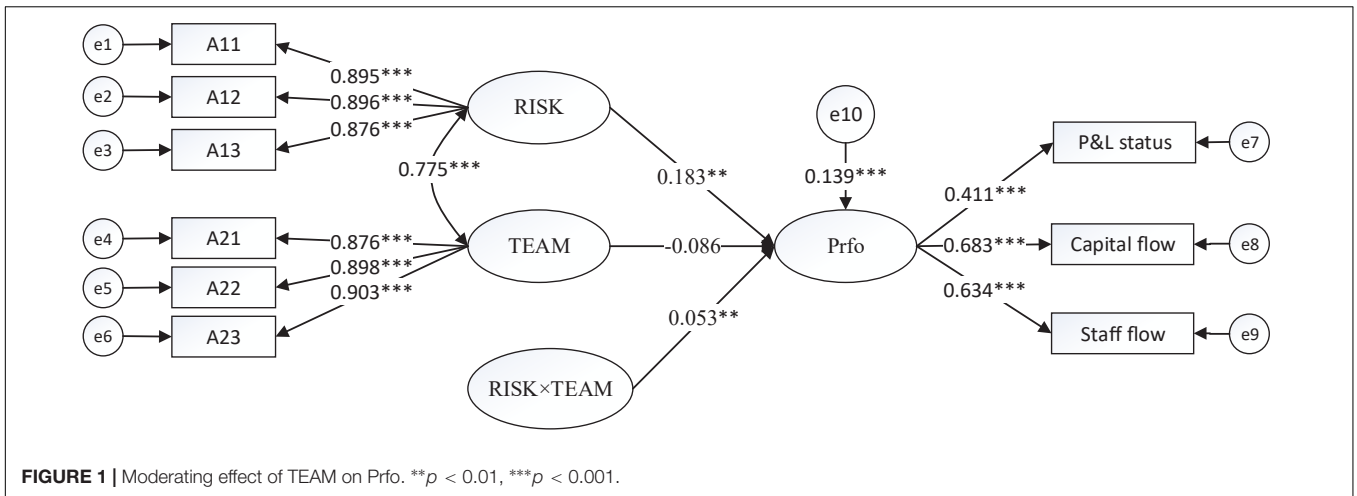 e1
A11
0.895***
e2
A12
0.896***
RISK
e3
A13
0.876***
e10
P&L status
e7
0.775***
0.183**
0.139***
0.411***
e4
A21
0.876***
TEAM
-0.086
Prfo
0.683***
Capital flow
e8
e5
A22
0.898***
0.903***
0.634***
e6
A23
0.053**
Staff flow
e9
RISK×TEAM
FIGURE 1 | Moderating effect of TEAM on Prfo. **p < 0.01, ***p < 0.001.